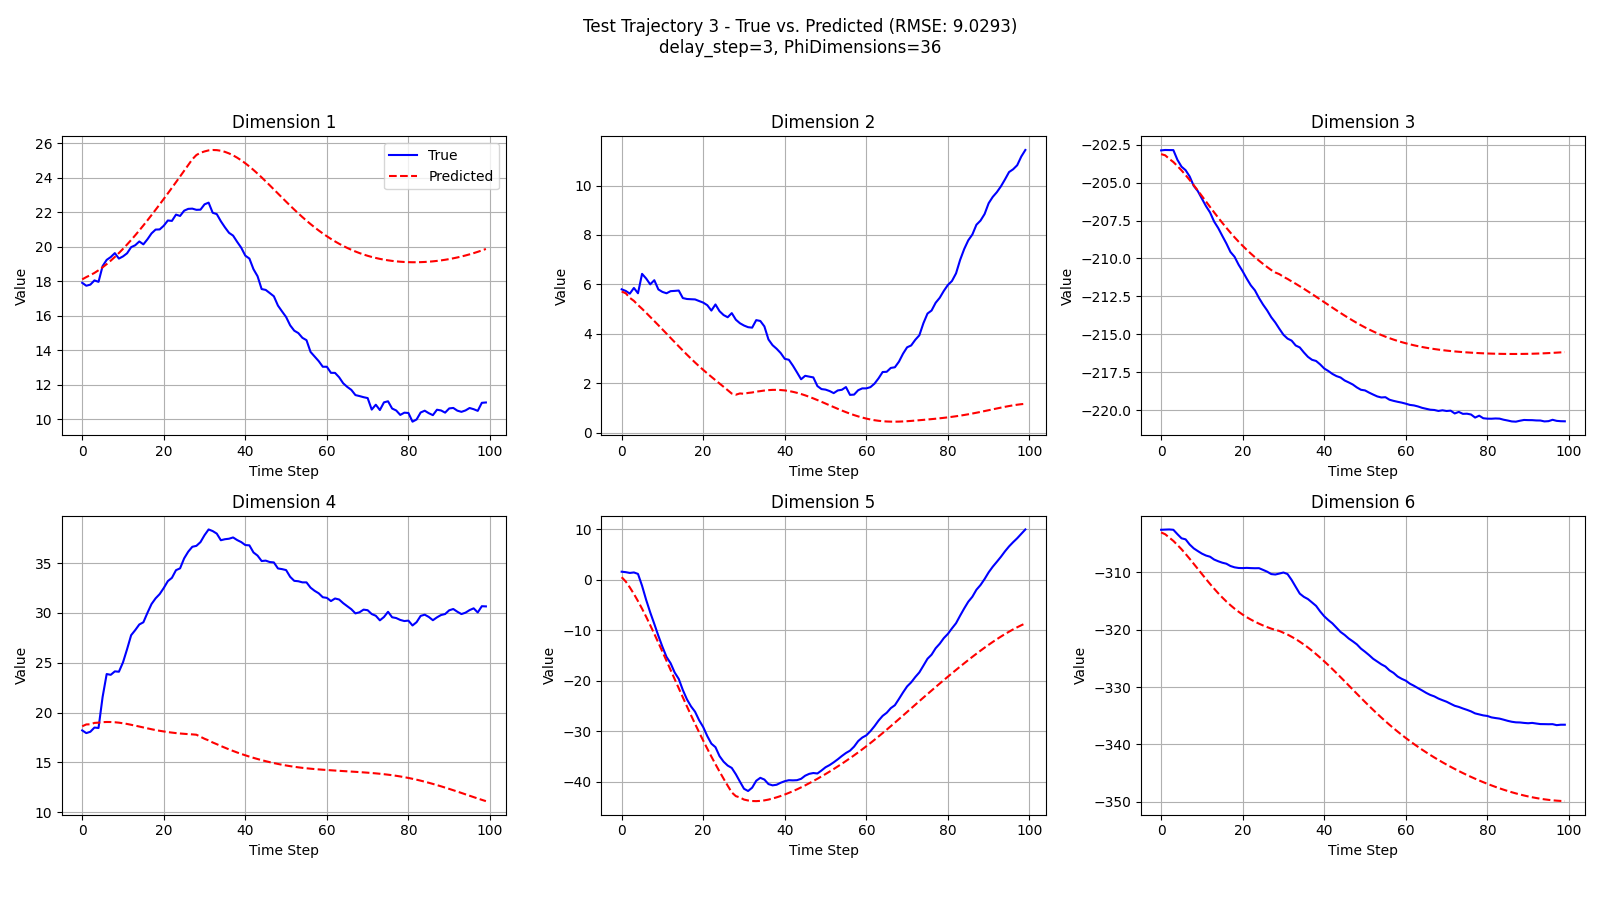 Test Trajectory 3 - True vs. Predicted (RMSE: 9.0293)
delay_step=3, PhiDimensions=36
Dimension 1
26
24
22
20
18
16
14
12
10
Value
0 20 40 60 80 100
Time Step
True
Predicted
Dimension 2
10
8
6
4
2
0
Value
0 20 40 60 80 100
Time Step
Dimension 3
−202.5
−205.0
−207.5
−210.0
−212.5
−215.0
−217.5
−220.0
Value
0 20 40 60 80 100
Time Step
Dimension 4
35
30
25
20
15
10
Value
0 20 40 60 80 100
Time Step
Dimension 5
10
0
−10
−20
−30
−40
Value
0 20 40 60 80 100
Time Step
Dimension 6
−310
−320
−330
−340
−350
Value
0 20 40 60 80 100
Time Step